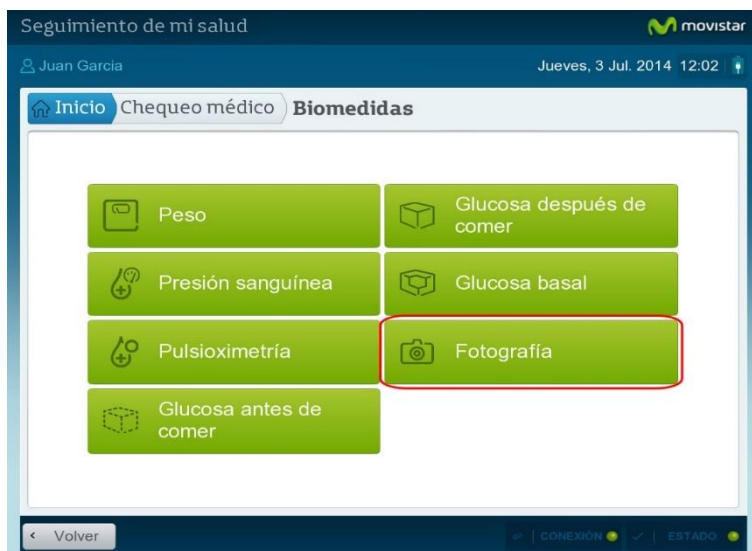 Seguimiento de mi salud
movistar
Juan Garcia
Jueves, 3 Jul. 2014 12:02
Inicio
Chequeo médico
Biomedidas
Peso
Glucosa después de
comer
Presión sanguínea
Glucosa basal
Pulsioximetría
Fotografía
Glucosa antes de
comer
Volver
CONEXIÓN
ESTADO